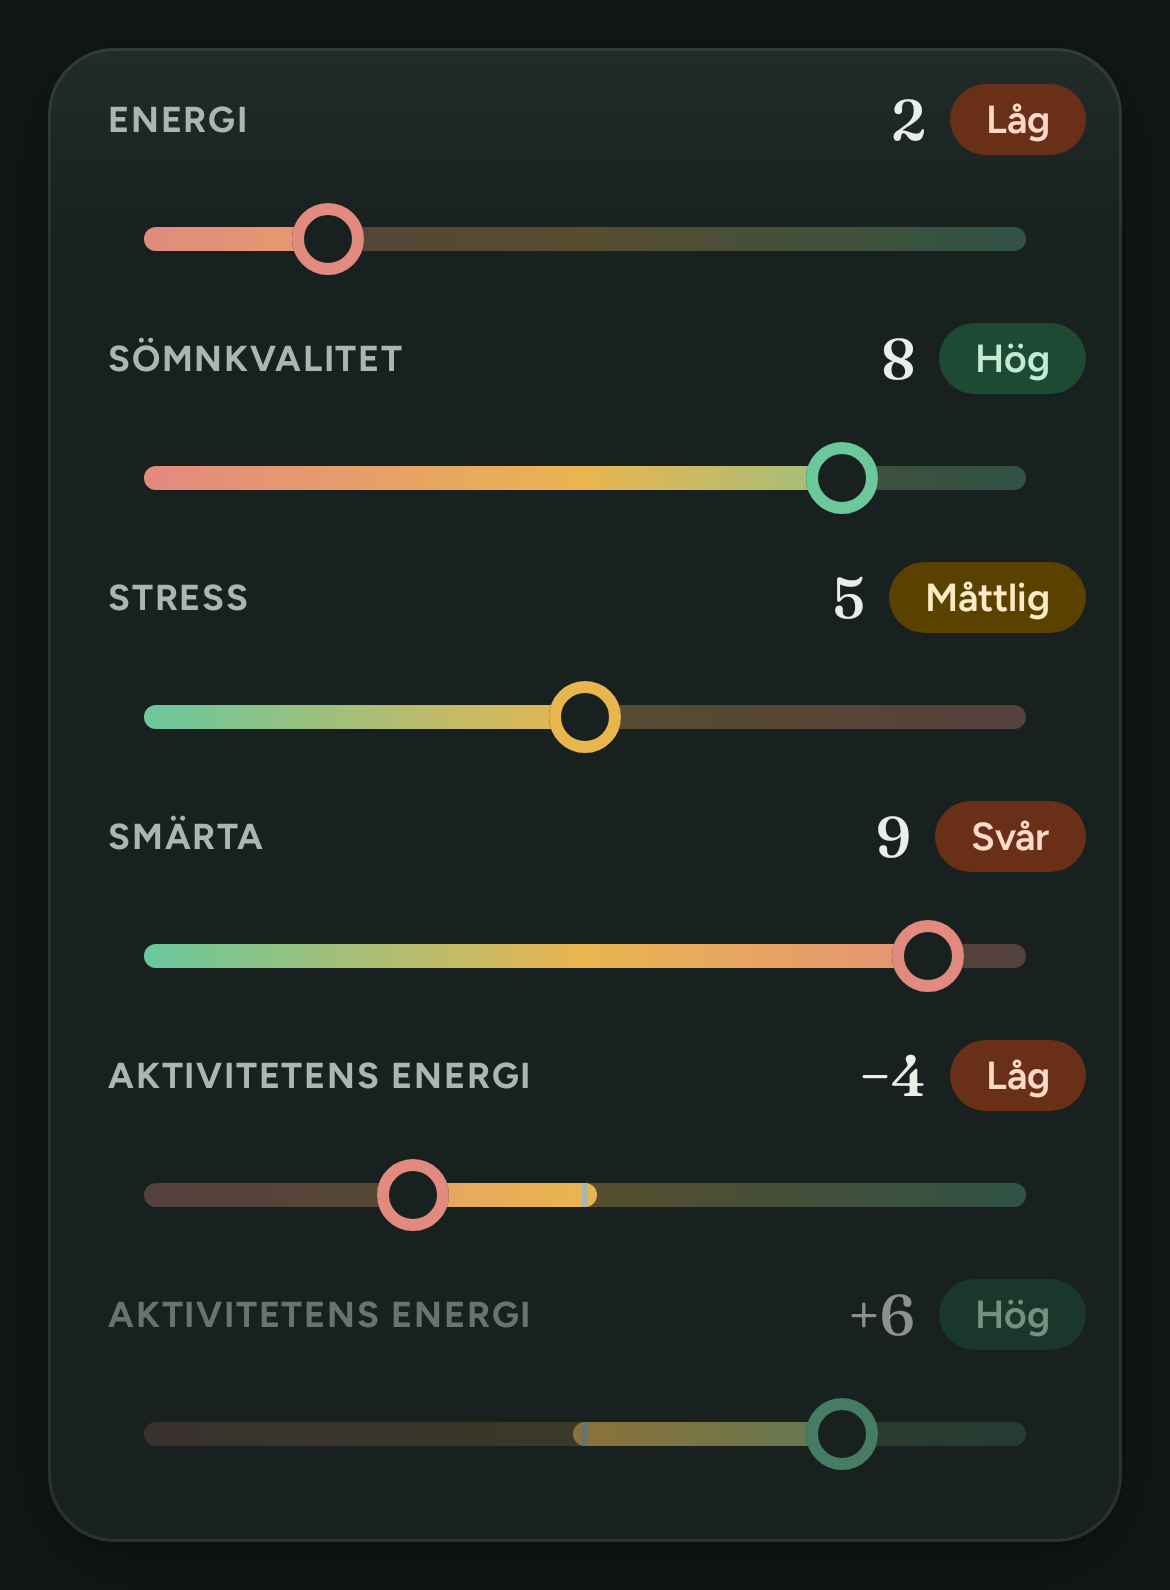 ENERGI 2 Låg
SÖMNKVALITET 8 Hög
STRESS 5 Måttlig
SMÄRTA 9 Svår
AKTIVITETENS ENERGI −4 Låg
AKTIVITETENS ENERGI +6 Hög